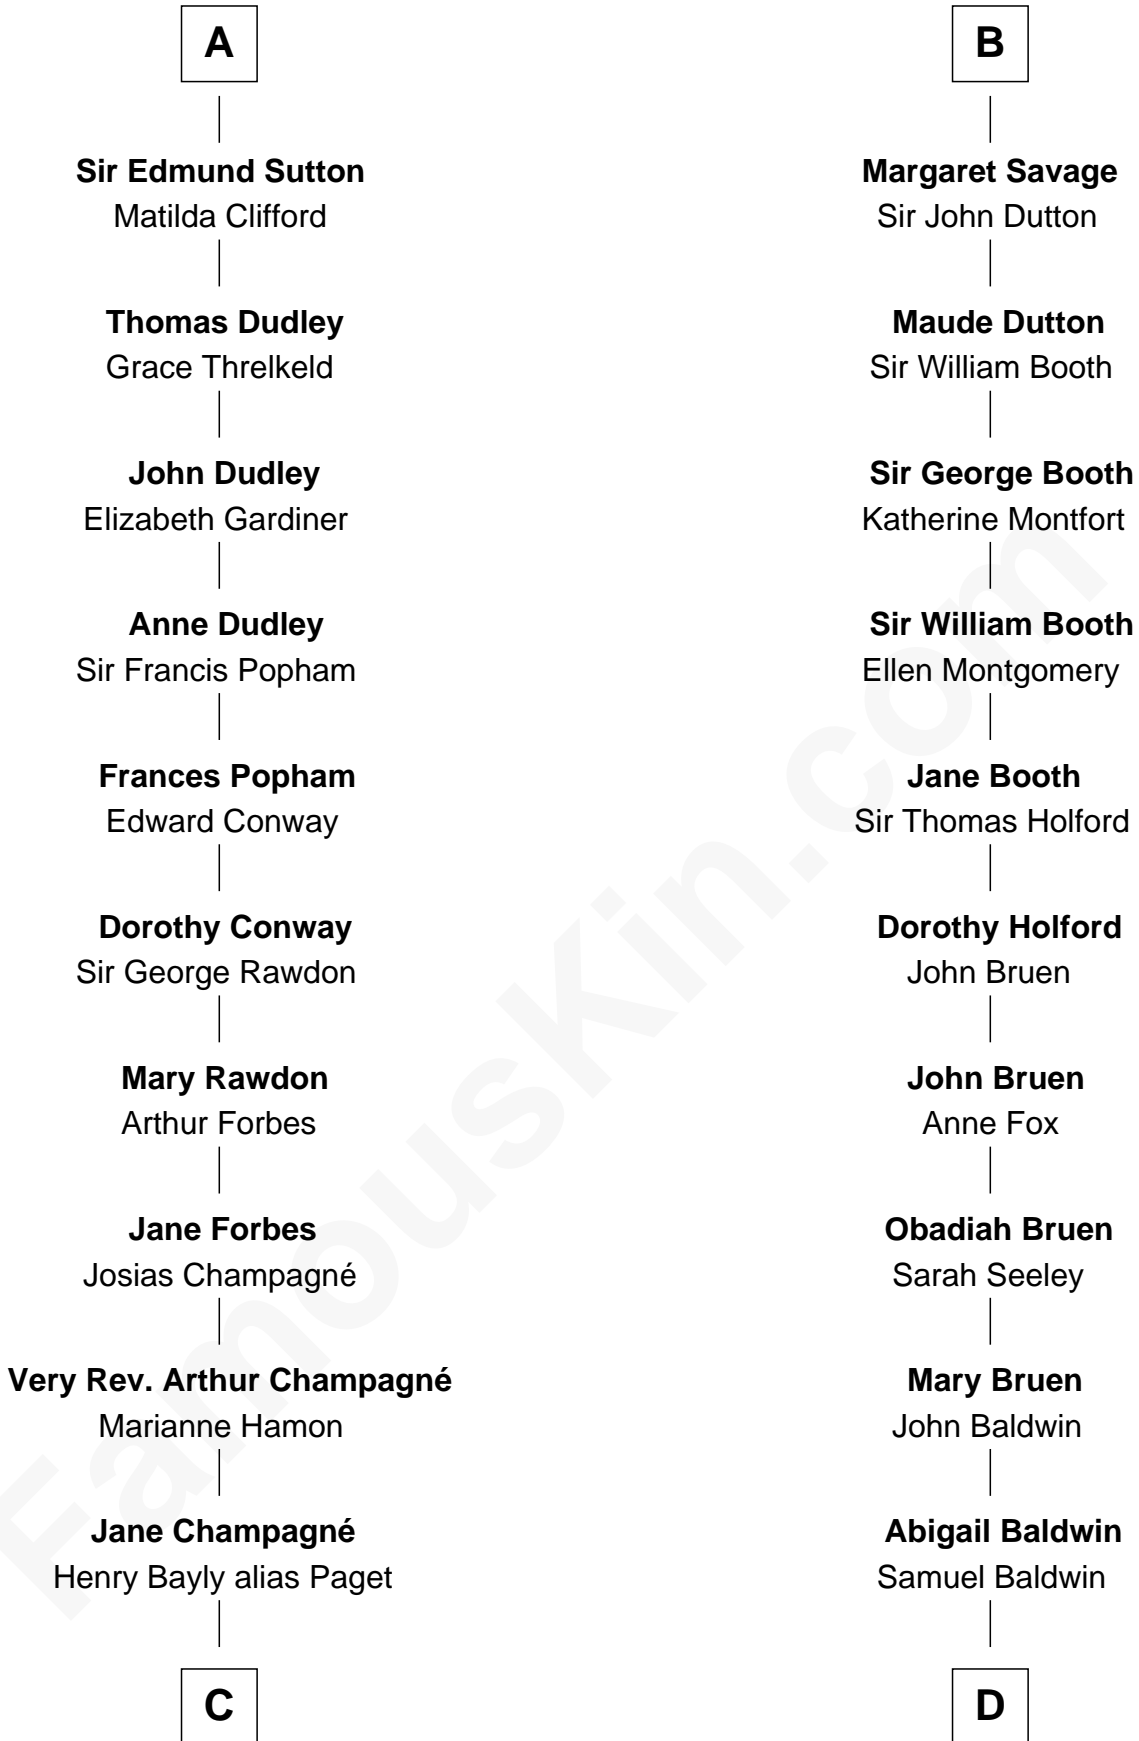 A
Sir Edmund Sutton
Matilda Clifford
Thomas Dudley
Grace Threlkeld
John Dudley
Elizabeth Gardiner
Anne Dudley
Sir Francis Popham
Frances Popham
Edward Conway
Dorothy Conway
Sir George Rawdon
Mary Rawdon
Arthur Forbes
Jane Forbes
Josias Champagné
Very Rev. Arthur Champagné
Marianne Hamon
Jane Champagné
Henry Bayly alias Paget
C
B
Margaret Savage
Sir John Dutton
Maude Dutton
Sir William Booth
Sir George Booth
Katherine Montfort
Sir William Booth
Ellen Montgomery
Jane Booth
Sir Thomas Holford
Dorothy Holford
John Bruen
John Bruen
Anne Fox
Obadiah Bruen
Sarah Seeley
Mary Bruen
John Baldwin
Abigail Baldwin
Samuel Baldwin
D
FamousKin.com